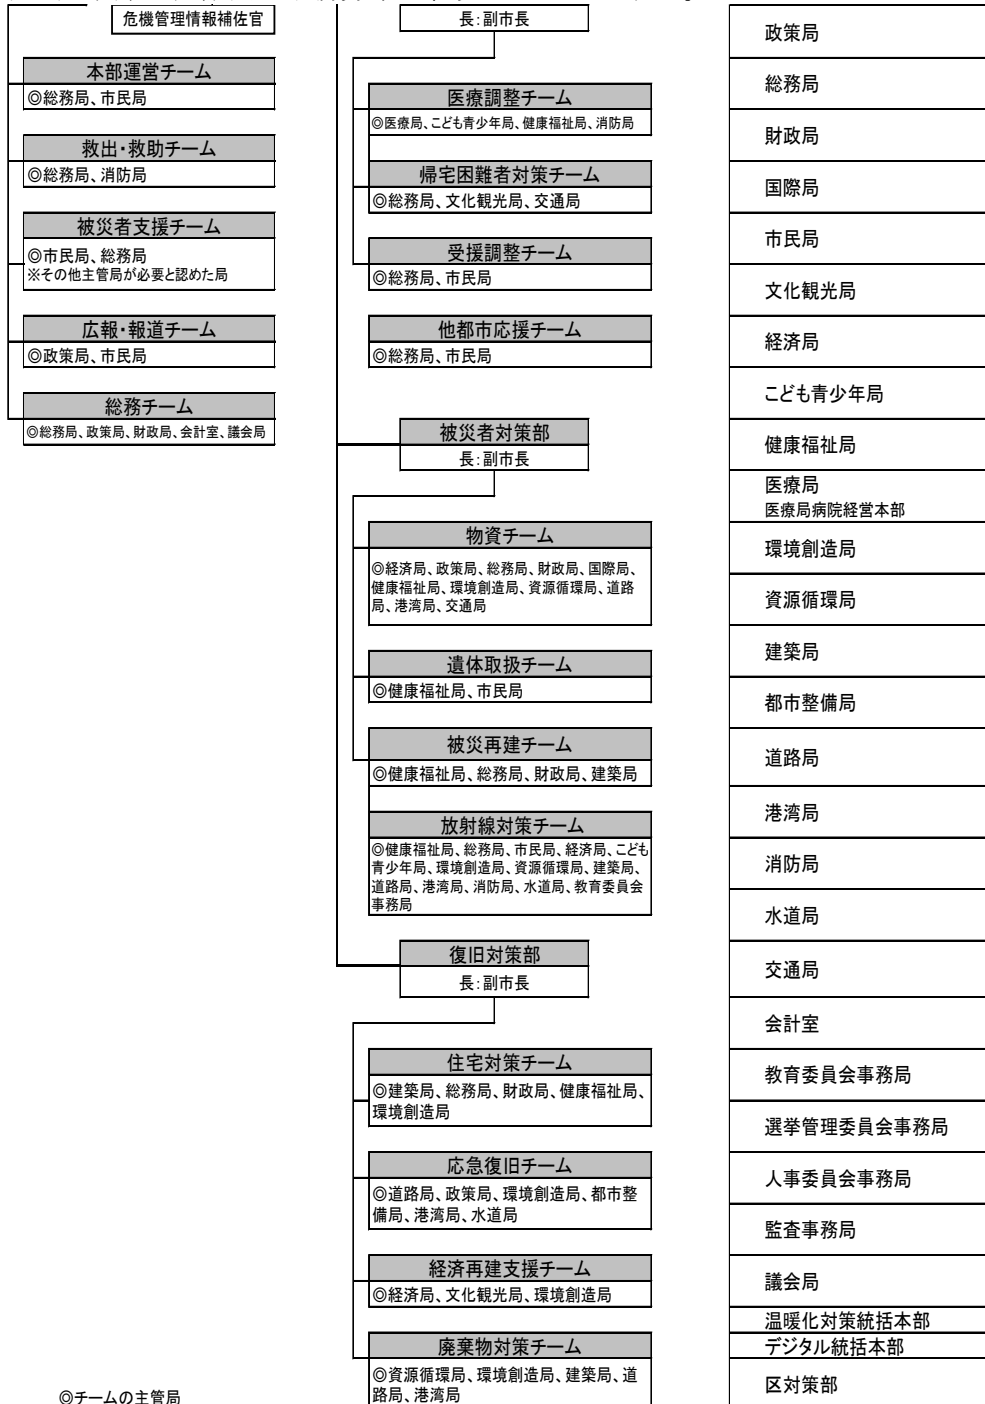 危機管理情報補佐官
本部運営チーム
◎総務局、市民局
救出・救助チーム
◎総務局、消防局
被災者支援チーム
◎市民局、総務局
※その他主管局が必要と認めた局
広報・報道チーム
◎政策局、市民局
総務チーム
◎総務局、政策局、財政局、会計室、議会局
◎チームの主管局
長:副市長
医療調整チーム
◎医療局、こども青少年局、健康福祉局、消防局
帰宅困難者対策チーム
◎総務局、文化観光局、交通局
受援調整チーム
◎総務局、市民局
他都市応援チーム
◎総務局、市民局
被災者対策部
長:副市長
物資チーム
◎経済局、政策局、総務局、財政局、国際局、
健康福祉局、環境創造局、資源循環局、道路
局、港湾局、交通局
遺体取扱チーム
◎健康福祉局、市民局
被災再建チーム
◎健康福祉局、総務局、財政局、建築局
放射線対策チーム
◎健康福祉局、総務局、市民局、経済局、こども
青少年局、環境創造局、資源循環局、建築局、
道路局、港湾局、消防局、水道局、教育委員会
事務局
復旧対策部
長:副市長
住宅対策チーム
◎建築局、総務局、財政局、健康福祉局、
環境創造局
応急復旧チーム
◎道路局、政策局、環境創造局、都市整
備局、港湾局、水道局
経済再建支援チーム
◎経済局、文化観光局、環境創造局
廃棄物対策チーム
◎資源循環局、環境創造局、建築局、道
路局、港湾局
政策局
総務局
財政局
国際局
市民局
文化観光局
経済局
こども青少年局
健康福祉局
医療局
医療局病院経営本部
環境創造局
資源循環局
建築局
都市整備局
道路局
港湾局
消防局
水道局
交通局
会計室
教育委員会事務局
選挙管理委員会事務局
人事委員会事務局
監査事務局
議会局
温暖化対策統括本部
デジタル統括本部
区対策部